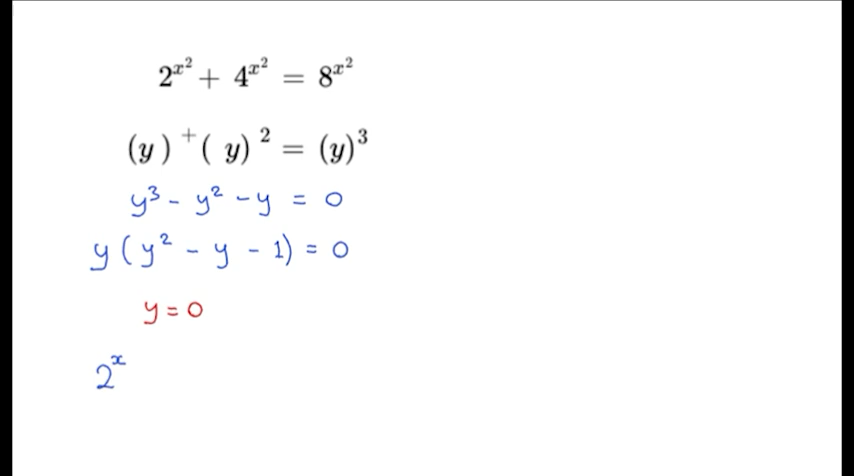 2^{x^2} + 4^{x^2} = 8^{x^2}
(y) + (y)^2 = (y)^3
y^3 - y^2 - y = 0
y(y^2 - y - 1) = 0
y = 0
2^x